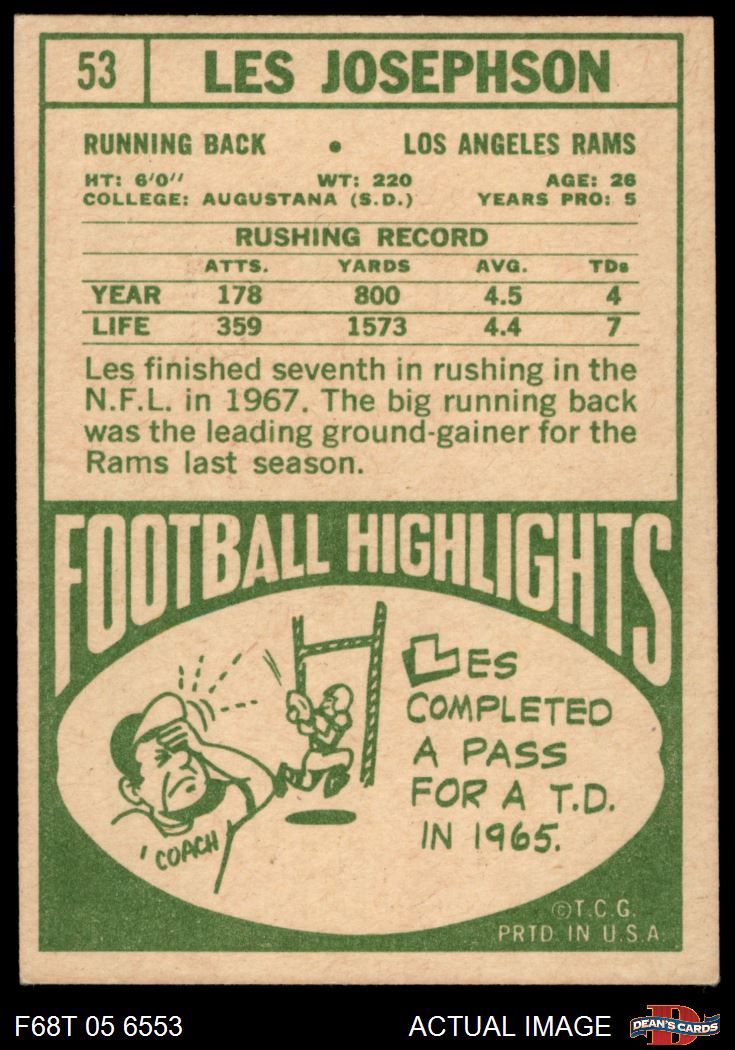 53 LES JOSEPHSON
RUNNING BACK • LOS ANGELES RAMS
HT: 6'0" WT: 220 AGE: 26
COLLEGE: AUGUSTANA (S.D.) YEARS PRO: 5
RUSHING RECORD
ATTS. YARDS AVG. TDs
YEAR 178 800 4.5 4
LIFE 359 1573 4.4 7
Les finished seventh in rushing in the
N.F.L. in 1967. The big running back
was the leading ground-gainer for the
Rams last season.
FOOTBALL HIGHLIGHTS
LES
COMPLETED
A PASS
FOR A T.D.
IN 1965.
COACH
©T.C.G.
PRTD. IN U.S.A.
F68T 05 6553 ACTUAL IMAGE DEAN'S CARDS